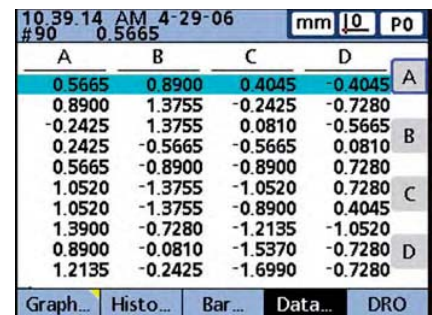 10.39.14 AM 4-29-06 mm 0 P0
#90 0.5665
A B C D
0.5665 0.8900 0.4045 -0.4045 A
0.8900 1.3755 -0.2425 -0.7280
-0.2425 1.3755 0.0810 -0.5665
0.2425 -0.5665 -0.5665 0.0810 B
0.5665 -0.8900 -0.8900 0.7280
1.0520 -1.3755 -1.0520 0.7280 C
1.0520 -1.3755 -0.8900 0.4045
1.3900 -0.7280 -1.2135 -1.0520
0.8900 -0.0810 -1.5370 -0.7280 D
1.2135 -0.2425 -1.6990 -0.7280
Graph... Histo... Bar... Data... DRO